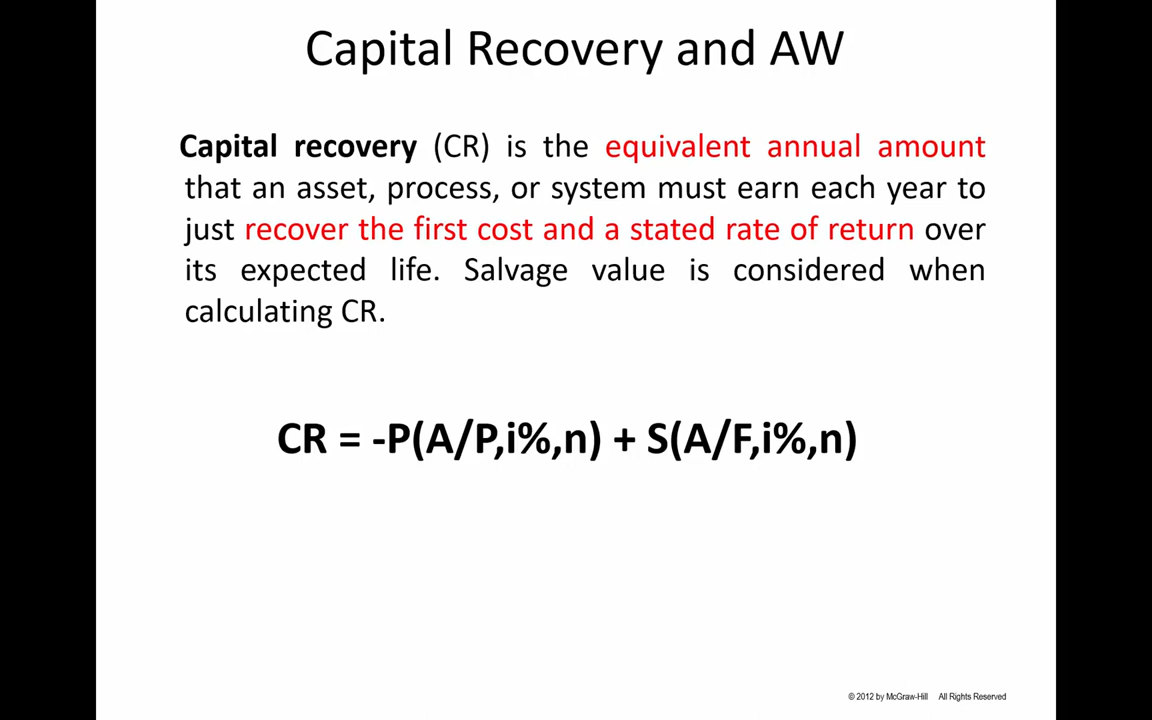 Capital Recovery and AW
Capital recovery (CR) is the equivalent annual amount
that an asset, process, or system must earn each year to
just recover the first cost and a stated rate of return over
its expected life. Salvage value is considered when
calculating CR.
CR = -P(A/P,i%,n) + S(A/F,i%,n)
© 2012 by McGraw-Hill All Rights Reserved